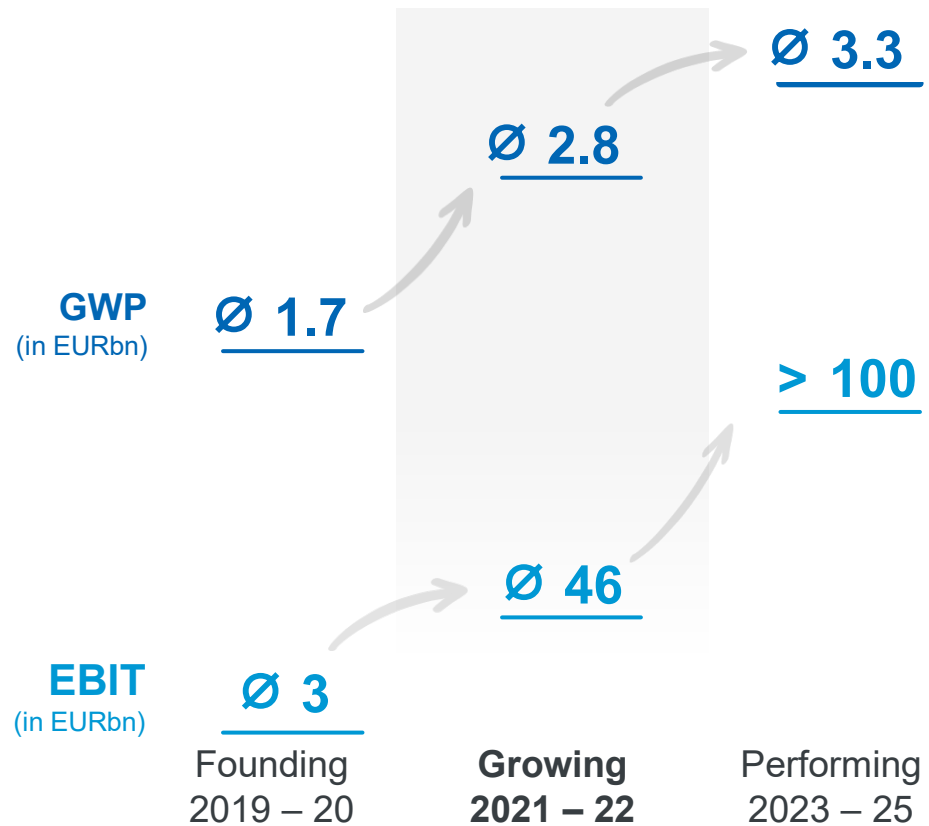 Ø 3.3
Ø 2.8
GWP
(in EURbn)
Ø 1.7
> 100
Ø 46
EBIT
(in EURbn)
Ø 3
Founding
2019 – 20
Growing
2021 – 22
Performing
2023 – 25